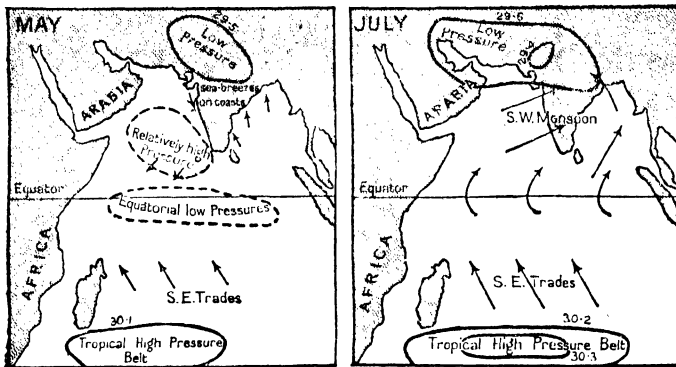 MAY
29·5
Low
Pressure
ARABIA
sea-breezes
on coasts
Relatively high
Pressure
Equator
Equatorial low Pressures
AFRICA
S.E. Trades
30·1
Tropical High Pressure
Belt
JULY
29·6
Low
Pressure
29·4
ARABIA
S.W. Monsoon
Equator
AFRICA
S.E. Trades
30·2
Tropical High Pressure Belt
30·3